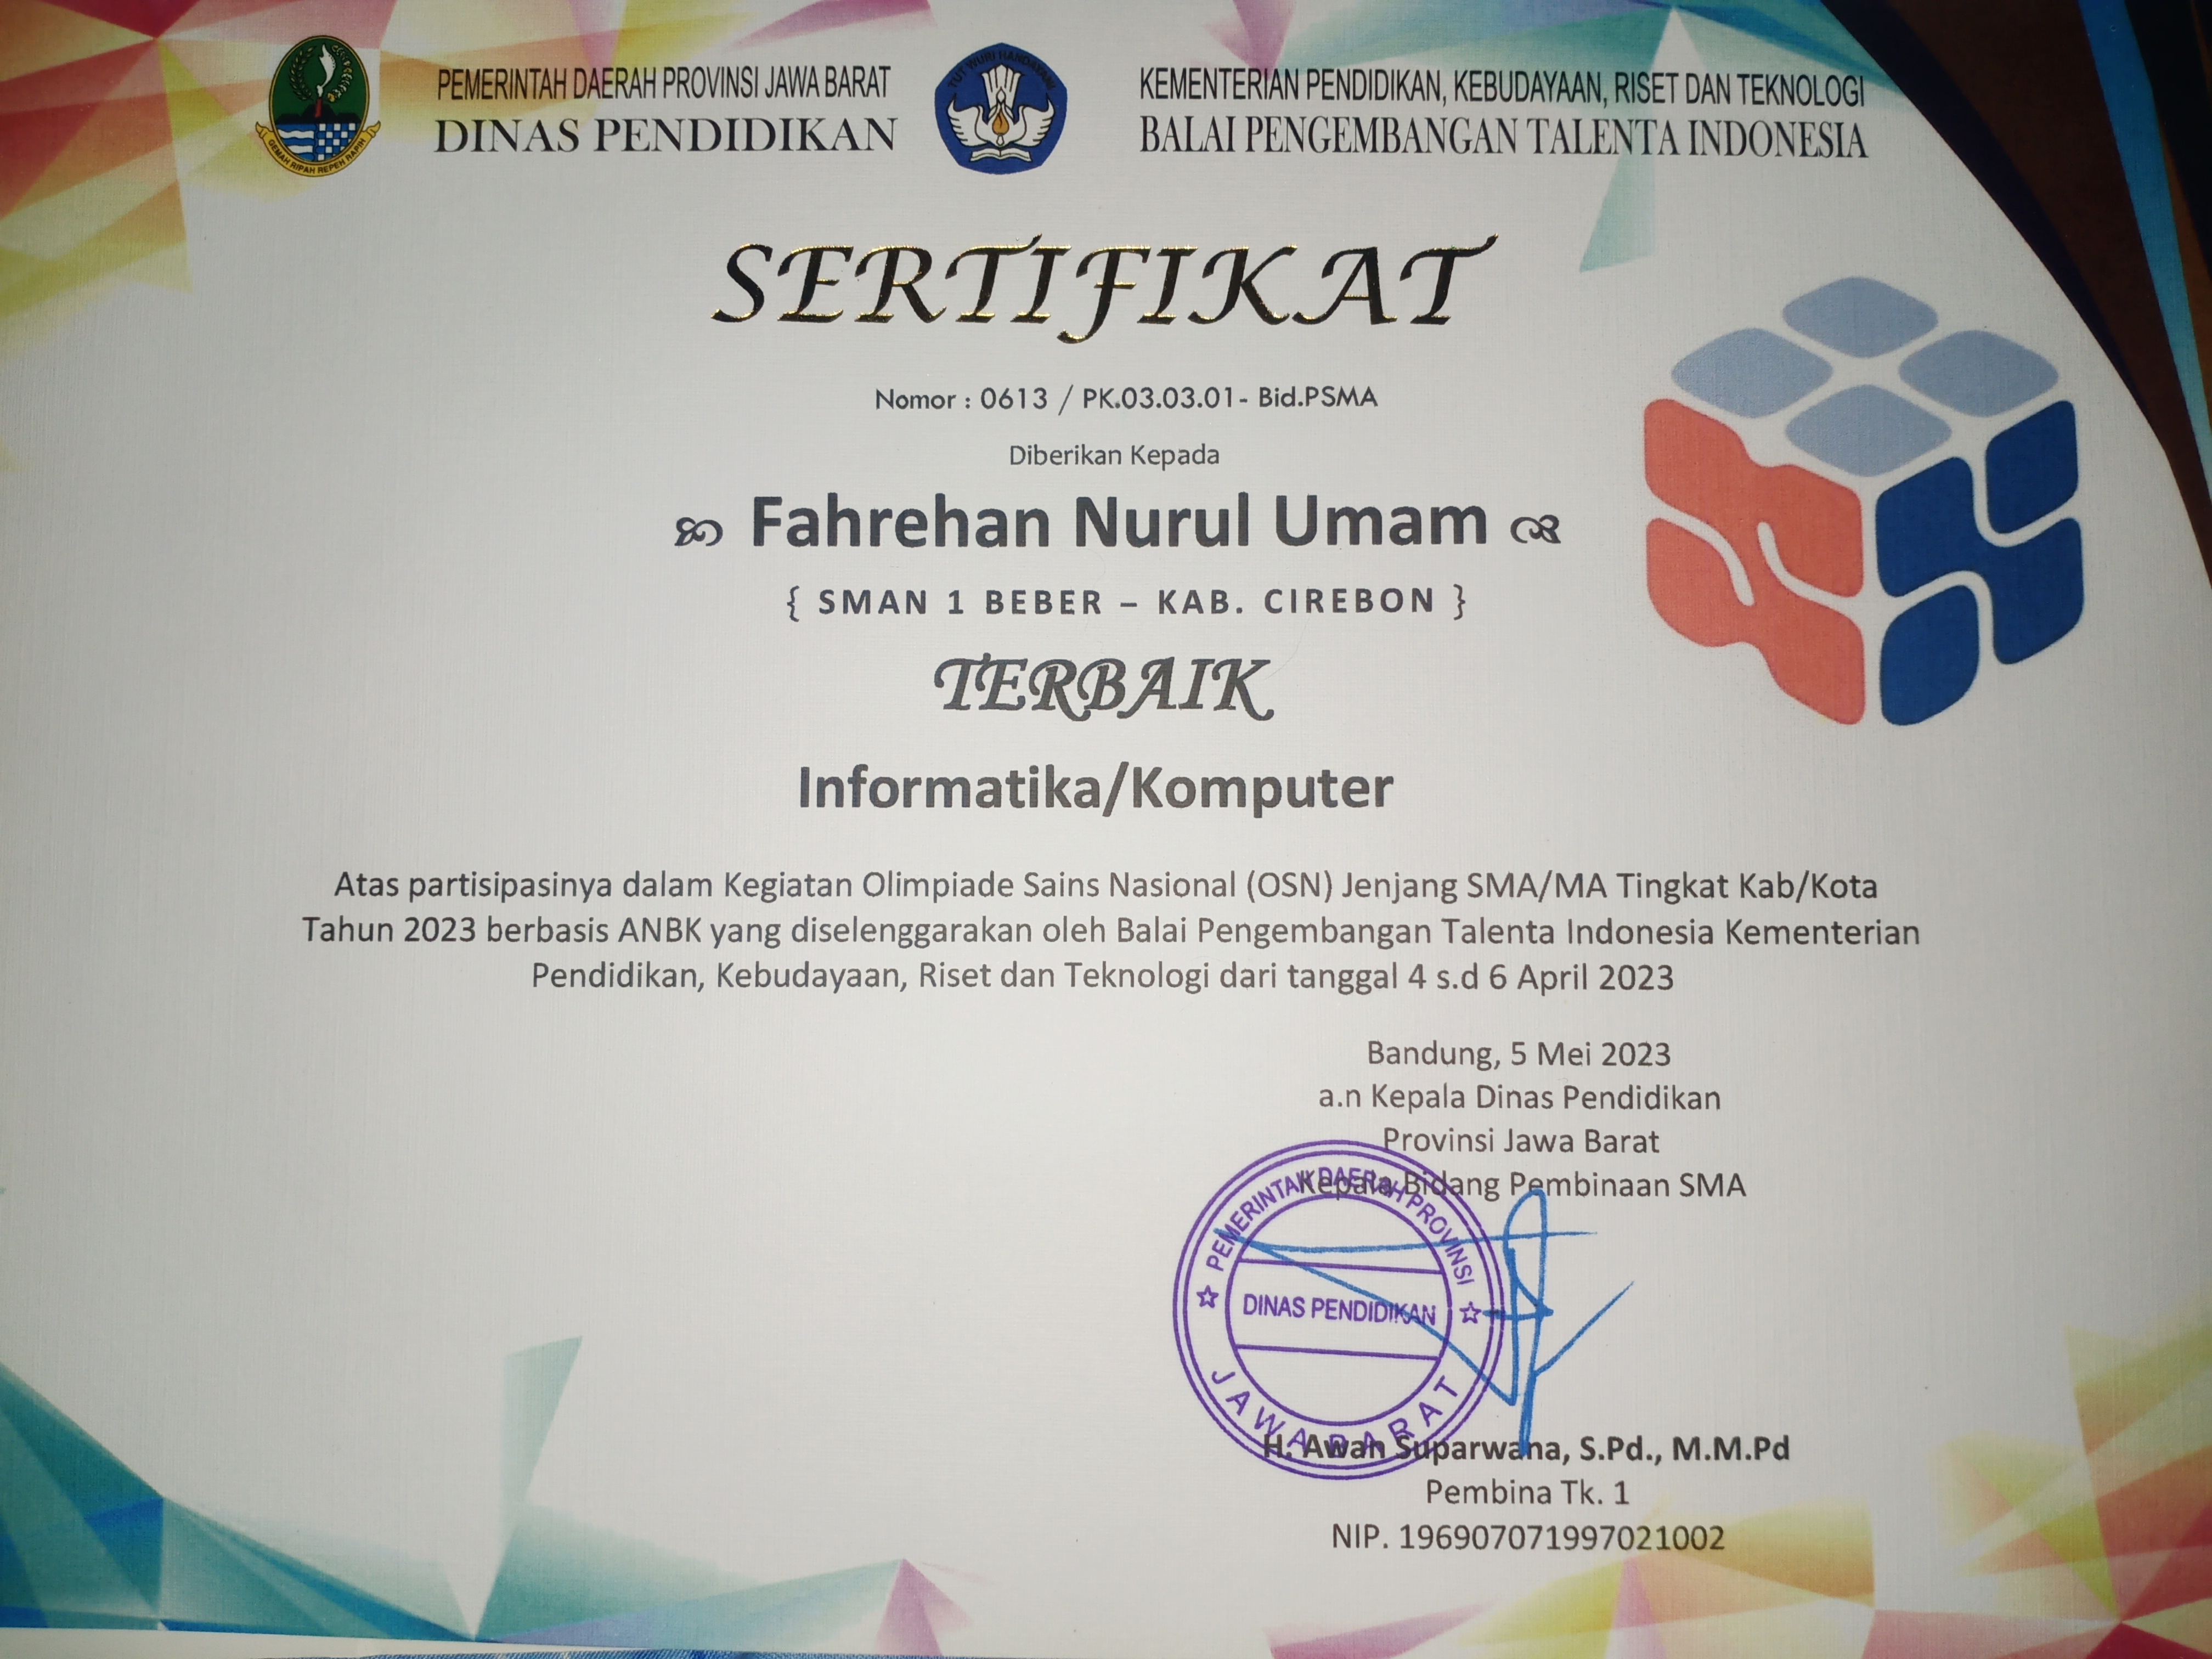 PEMERINTAH DAERAH PROVINSI JAWA BARAT
DINAS PENDIDIKAN
GEMAH RIPAH REPEH RAPIH
TUT WURI HANDAYANI
KEMENTERIAN PENDIDIKAN, KEBUDAYAAN, RISET DAN TEKNOLOGI
BALAI PENGEMBANGAN TALENTA INDONESIA
SERTIFIKAT
Nomor : 0613 / PK.03.03.01- Bid.PSMA
Diberikan Kepada
Fahrehan Nurul Umam
{ SMAN 1 BEBER – KAB. CIREBON }
TERBAIK
Informatika/Komputer
Atas partisipasinya dalam Kegiatan Olimpiade Sains Nasional (OSN) Jenjang SMA/MA Tingkat Kab/Kota
Tahun 2023 berbasis ANBK yang diselenggarakan oleh Balai Pengembangan Talenta Indonesia Kementerian
Pendidikan, Kebudayaan, Riset dan Teknologi dari tanggal 4 s.d 6 April 2023
Bandung, 5 Mei 2023
a.n Kepala Dinas Pendidikan
Provinsi Jawa Barat
Kepala Bidang Pembinaan SMA
PEMERINTAH DAERAH PROVINSI
DINAS PENDIDIKAN
JAWA BARAT
H. Awan Suparwana, S.Pd., M.M.Pd
Pembina Tk. 1
NIP. 196907071997021002